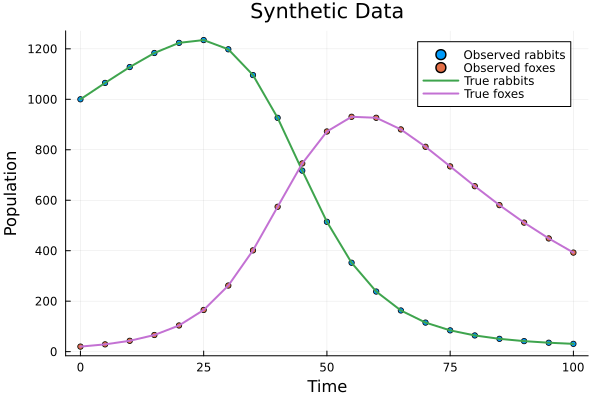 Synthetic Data
Observed rabbits
Observed foxes
True rabbits
True foxes
Population
1200
1000
800
600
400
200
0
0 25 50 75 100
Time